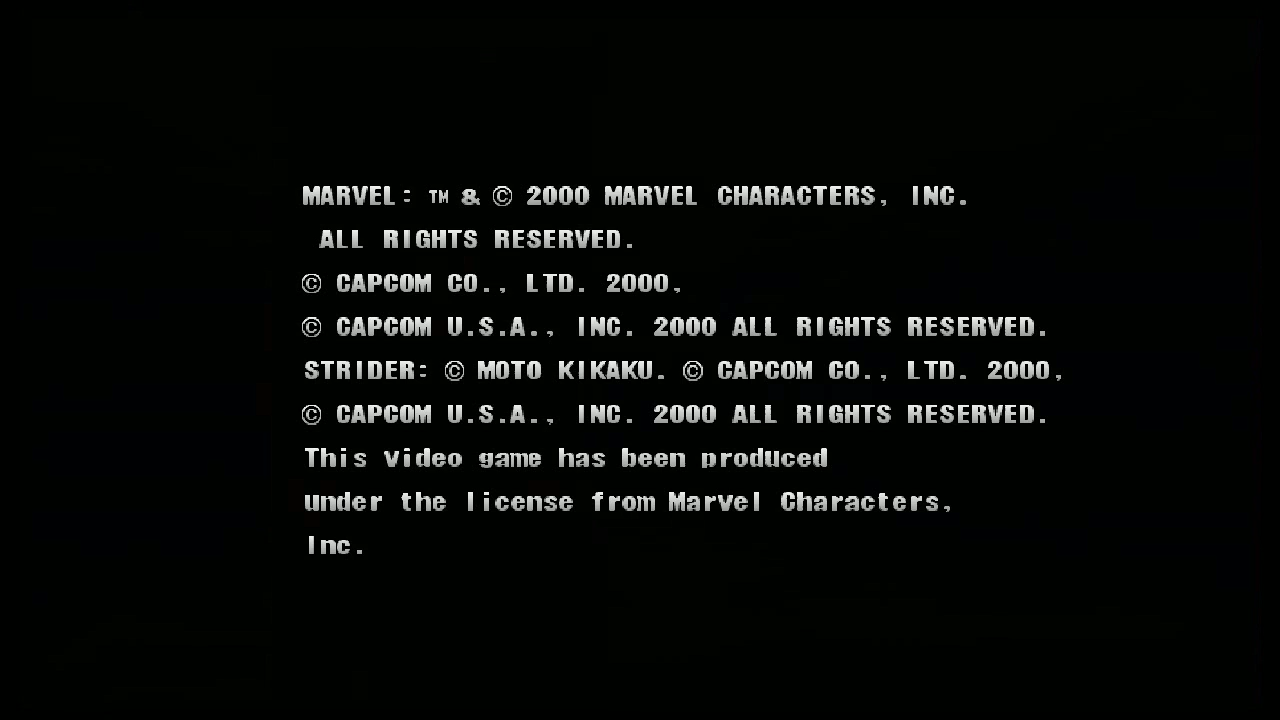 MARVEL: ™ & © 2000 MARVEL CHARACTERS, INC.
ALL RIGHTS RESERVED.
© CAPCOM CO., LTD. 2000,
© CAPCOM U.S.A., INC. 2000 ALL RIGHTS RESERVED.
STRIDER: © MOTO KIKAKU. © CAPCOM CO., LTD. 2000,
© CAPCOM U.S.A., INC. 2000 ALL RIGHTS RESERVED.
This video game has been produced
under the license from Marvel Characters,
Inc.